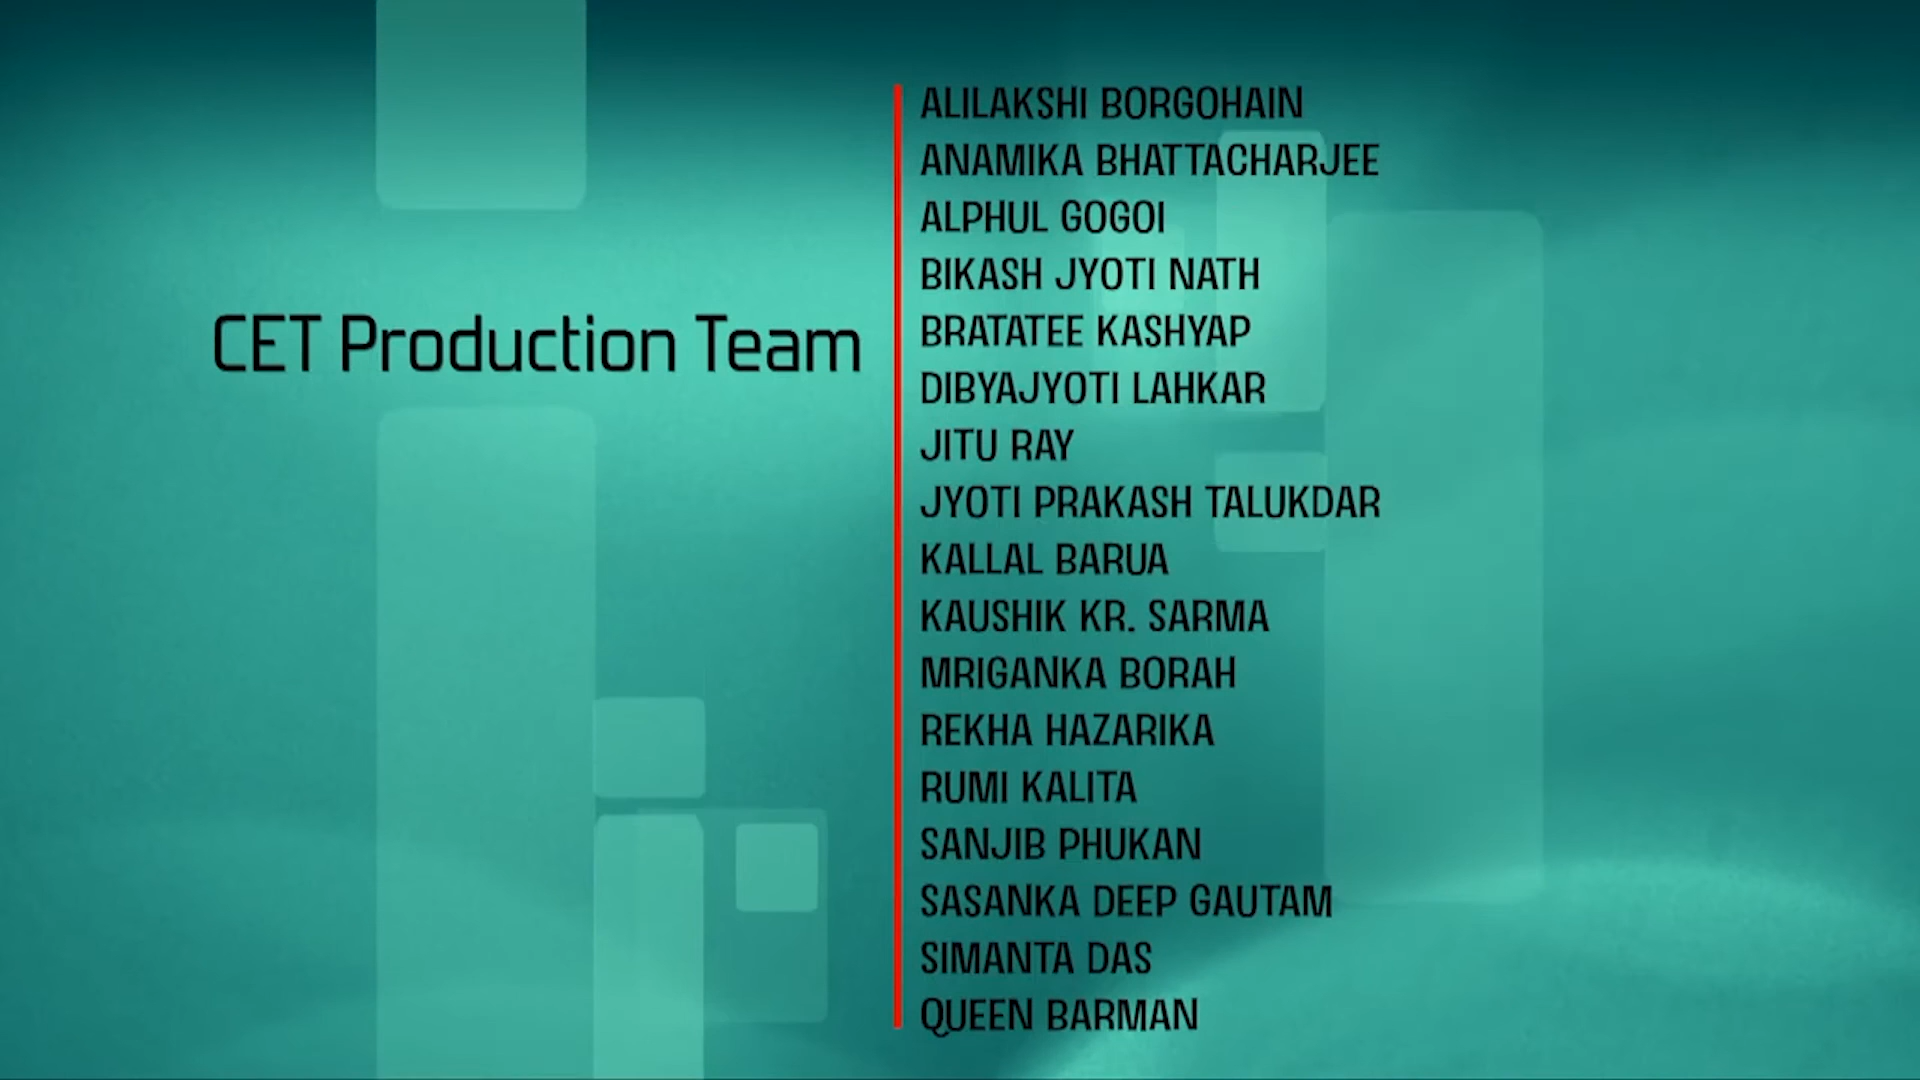 CET Production Team
ALILAKSHI BORGOHAIN
ANAMIKA BHATTACHARJEE
ALPHUL GOGOI
BIKASH JYOTI NATH
BRATATEE KASHYAP
DIBYAJYOTI LAHKAR
JITU RAY
JYOTI PRAKASH TALUKDAR
KALLAL BARUA
KAUSHIK KR. SARMA
MRIGANKA BORAH
REKHA HAZARIKA
RUMI KALITA
SANJIB PHUKAN
SASANKA DEEP GAUTAM
SIMANTA DAS
QUEEN BARMAN